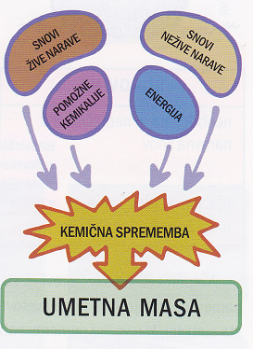 SNOVI
ŽIVE NARAVE
SNOVI
NEŽIVE NARAVE
POMOŽNE
KEMIKALIJE
ENERGIJA
KEMIČNA SPREMEMBA
UMETNA MASA